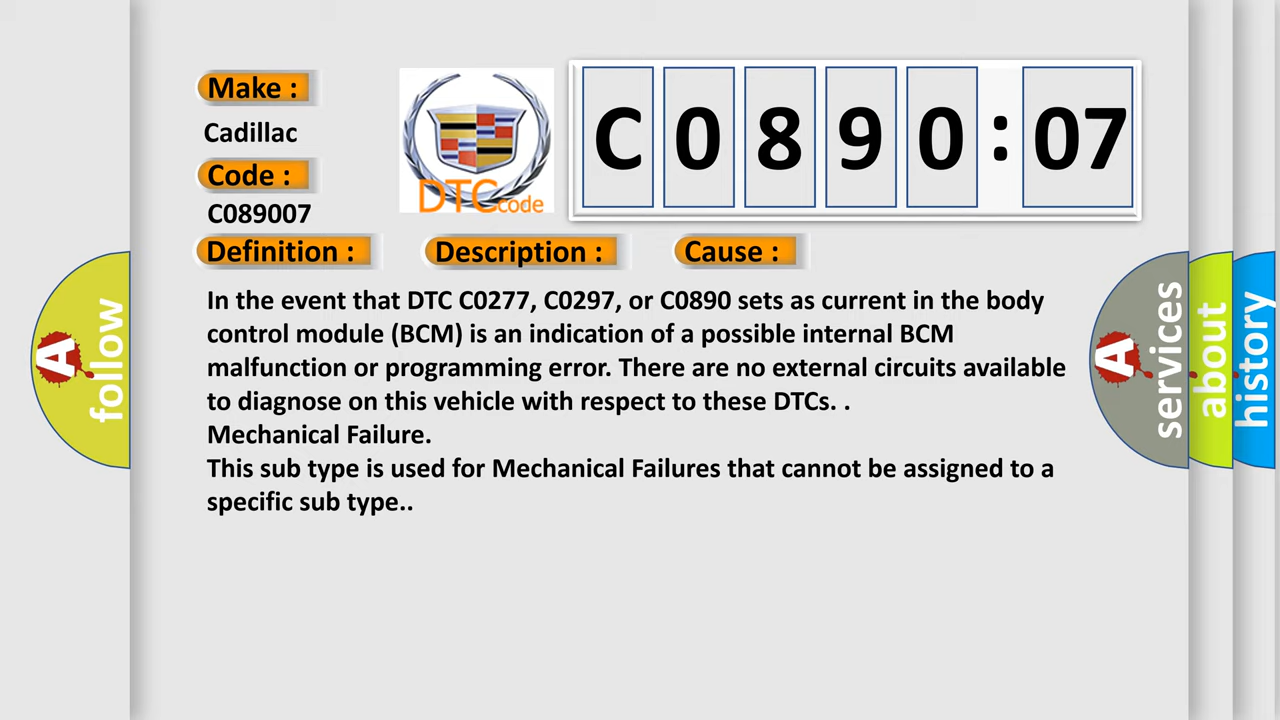 Make :
Cadillac
Code :
C089007
DTC code
C0890:07
Definition :
Description :
Cause :
In the event that DTC C0277, C0297, or C0890 sets as current in the body
control module (BCM) is an indication of a possible internal BCM
malfunction or programming error. There are no external circuits available
to diagnose on this vehicle with respect to these DTCs. .
Mechanical Failure.
This sub type is used for Mechanical Failures that cannot be assigned to a
specific sub type..
A follow
A services
about
history